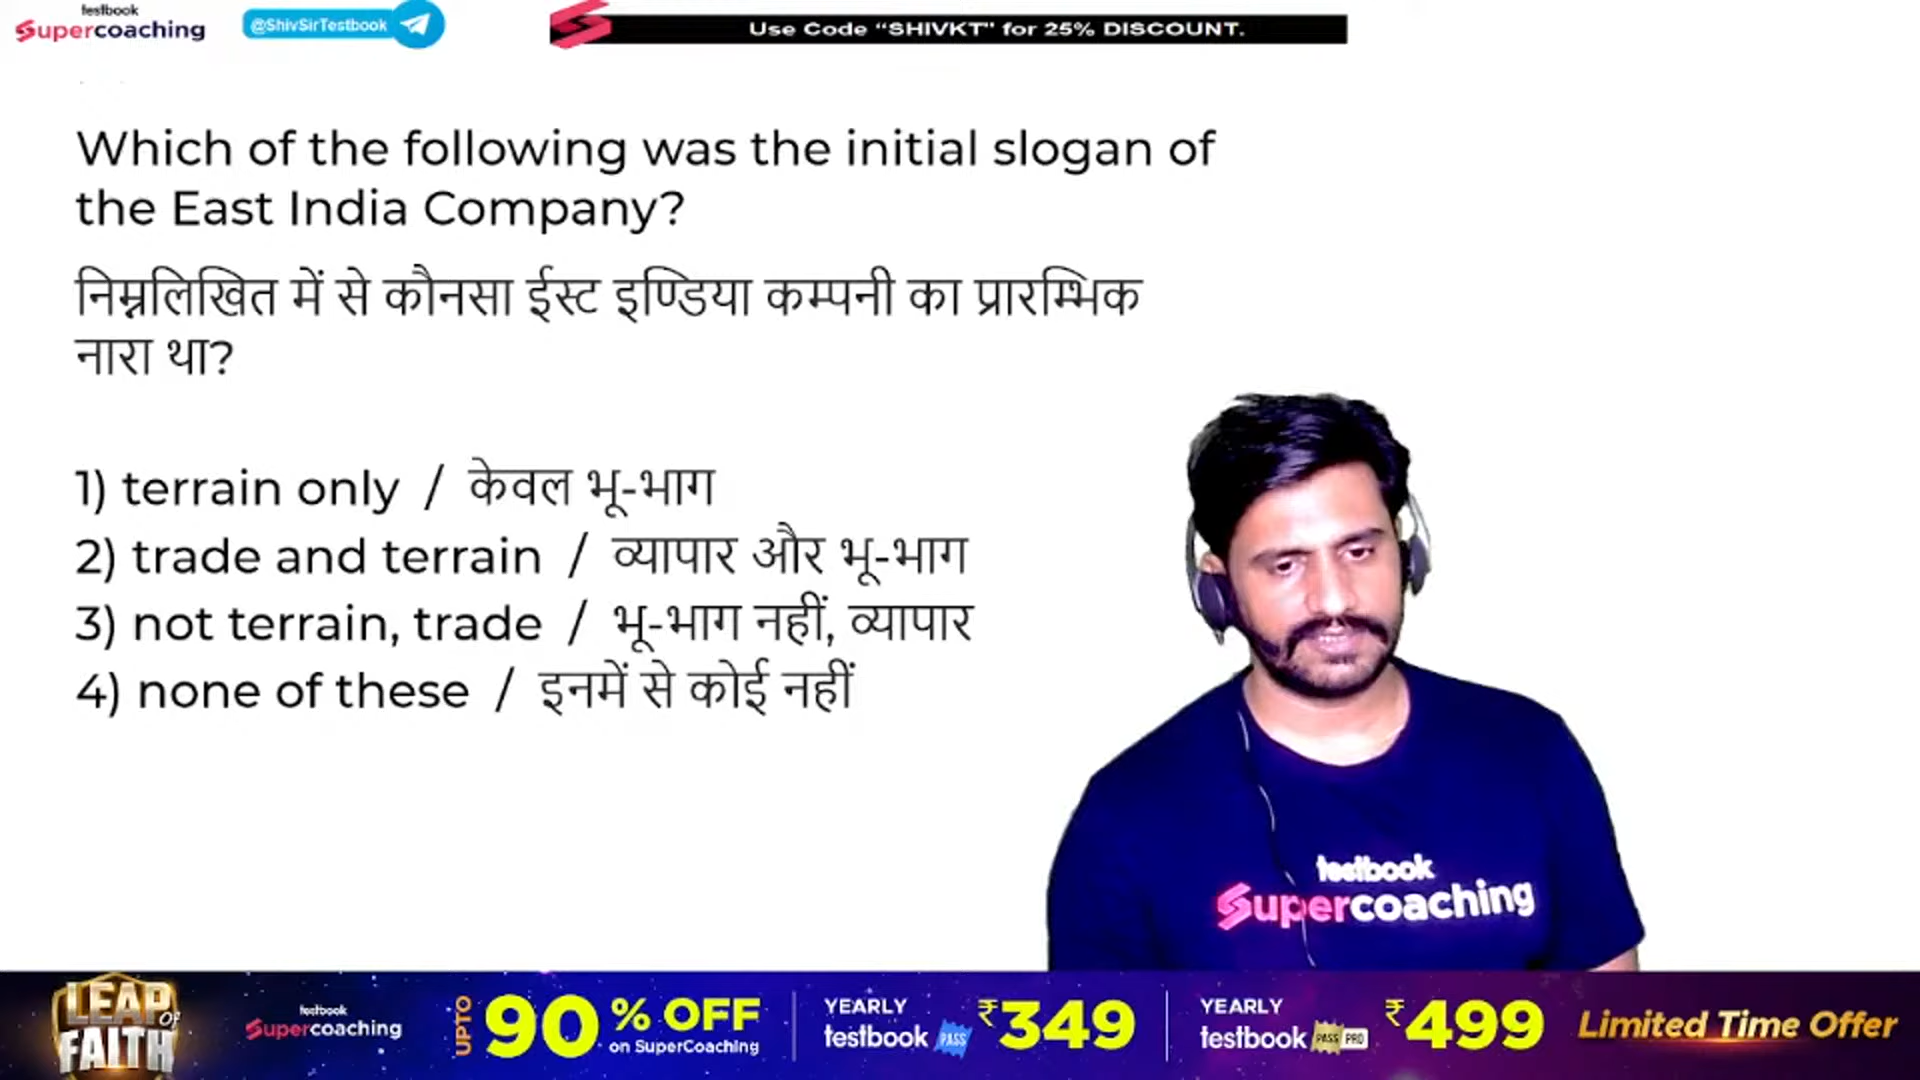 testbook
Supercoaching
@ShivSirTestbook
Use Code “SHIVKT" for 25% DISCOUNT.
Which of the following was the initial slogan of
the East India Company?
निम्नलिखित में से कौनसा ईस्ट इण्डिया कम्पनी का प्रारम्भिक
नारा था?
1) terrain only / केवल भू-भाग
2) trade and terrain / व्यापार और भू-भाग
3) not terrain, trade / भू-भाग नहीं, व्यापार
4) none of these / इनमें से कोई नहीं
testbook
Supercoaching
LEAP OF
FAITH
testbook
Supercoaching
UPTO 90% OFF
on SuperCoaching
YEARLY
testbook PASS ₹349
YEARLY
testbook PASS PRO ₹499
Limited Time Offer